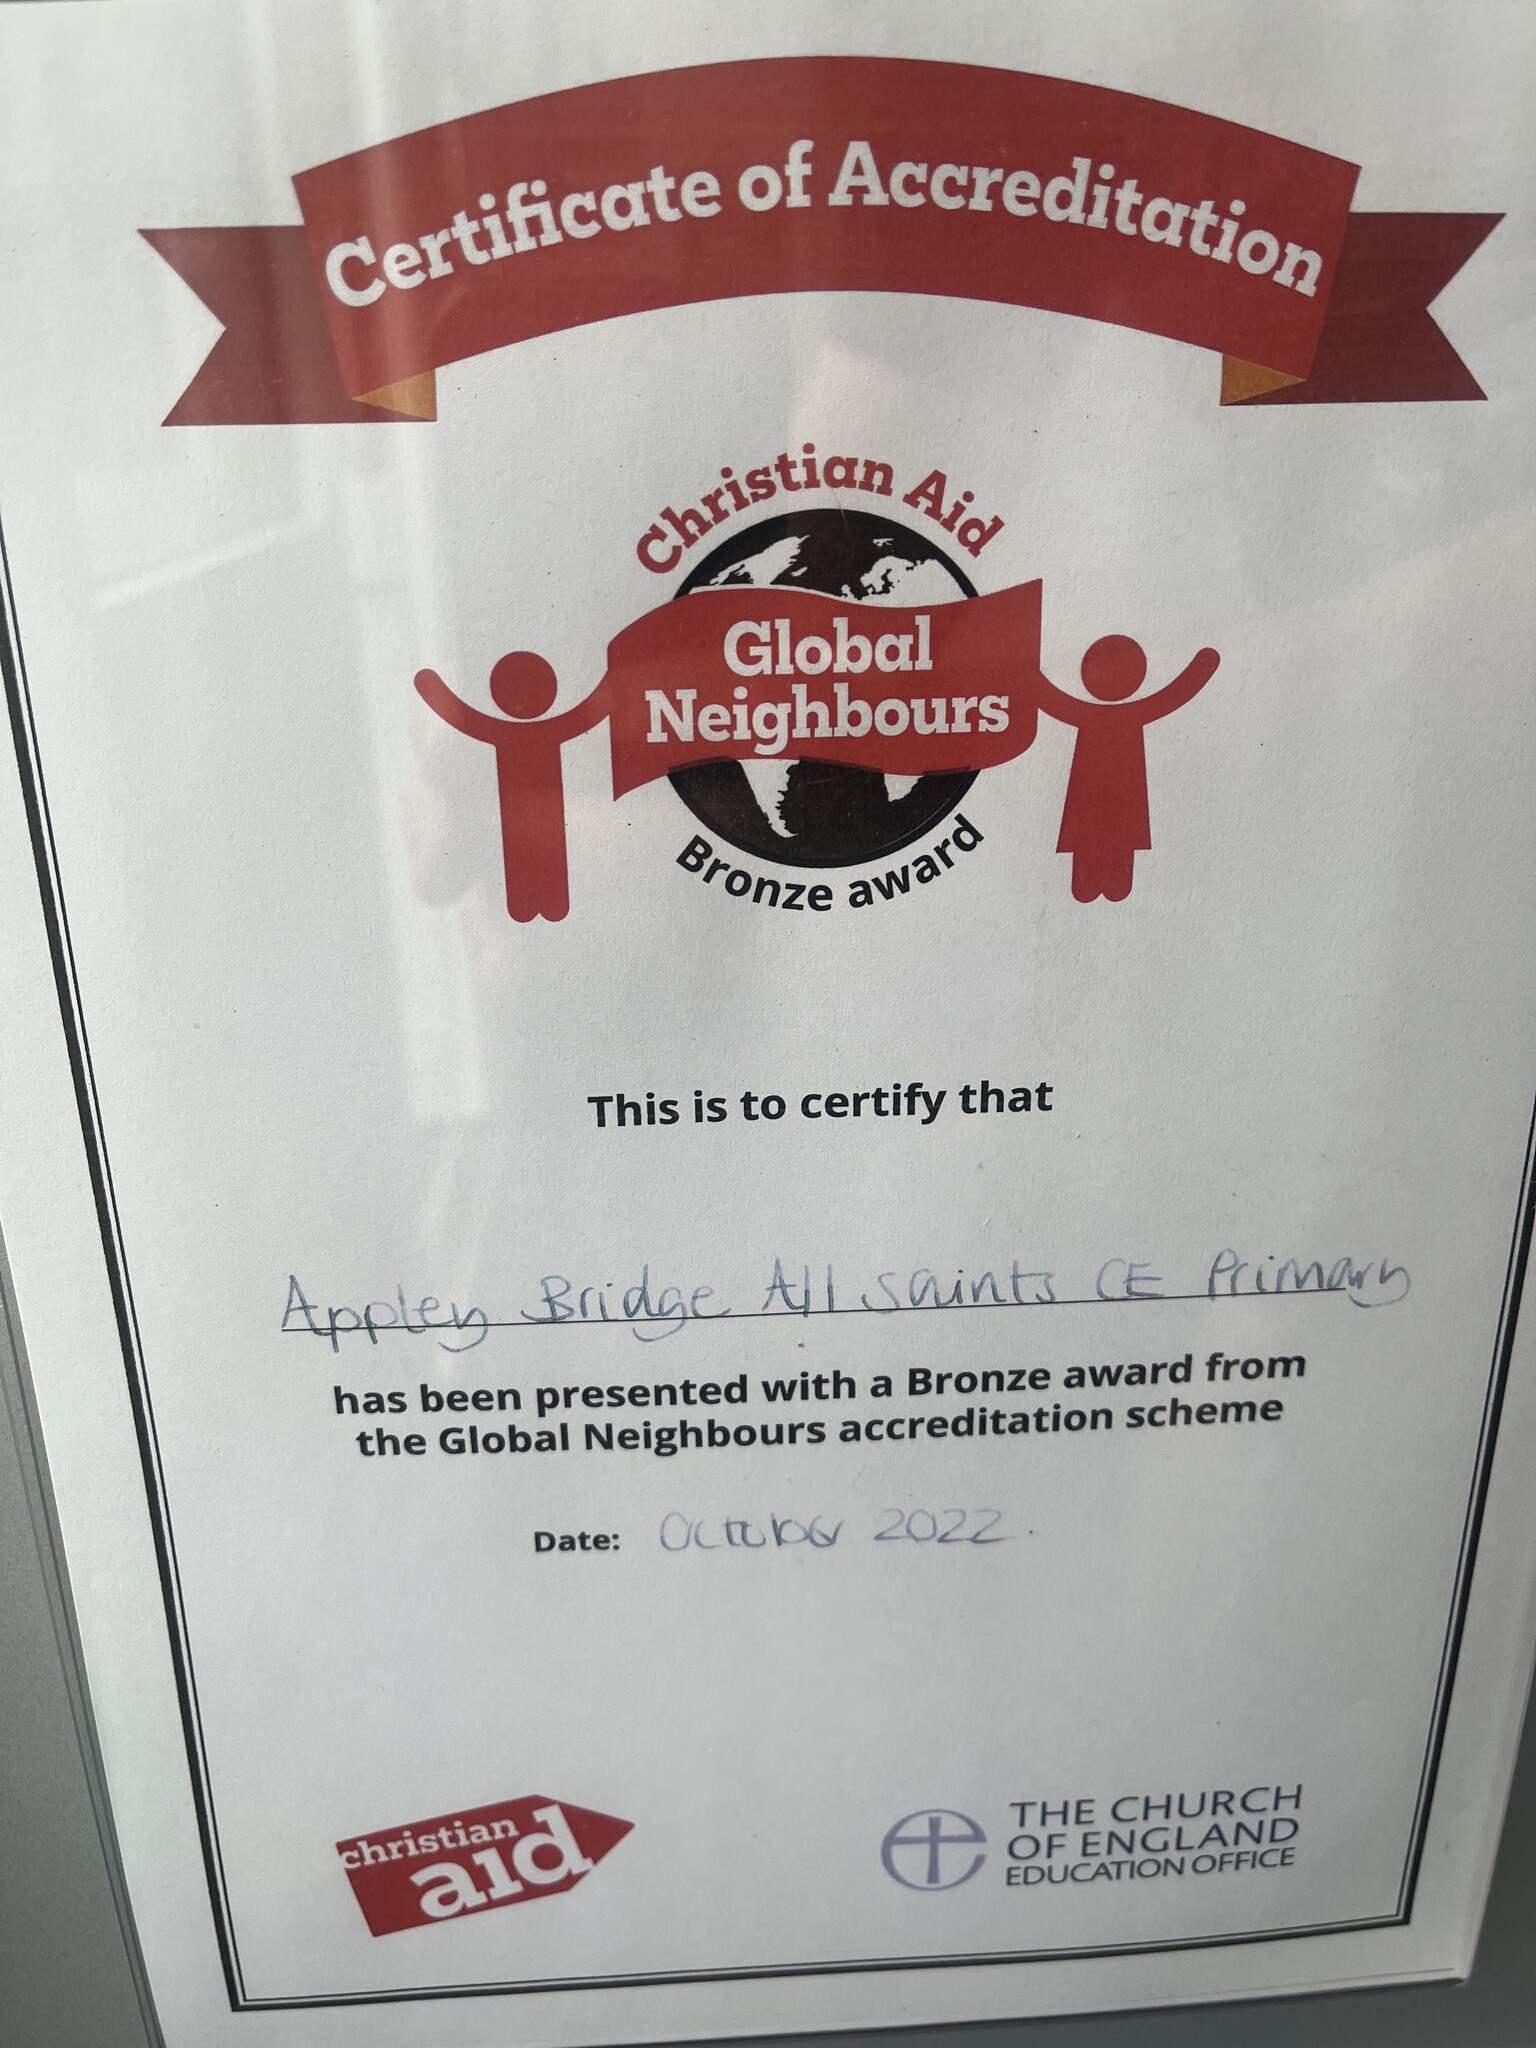 Certificate of Accreditation
Christian Aid
Global
Neighbours
Bronze award
This is to certify that
Appley Bridge All Saints CE Primary
has been presented with a Bronze award from
the Global Neighbours accreditation scheme
Date: October 2022.
christian
aid
THE CHURCH
OF ENGLAND
EDUCATION OFFICE